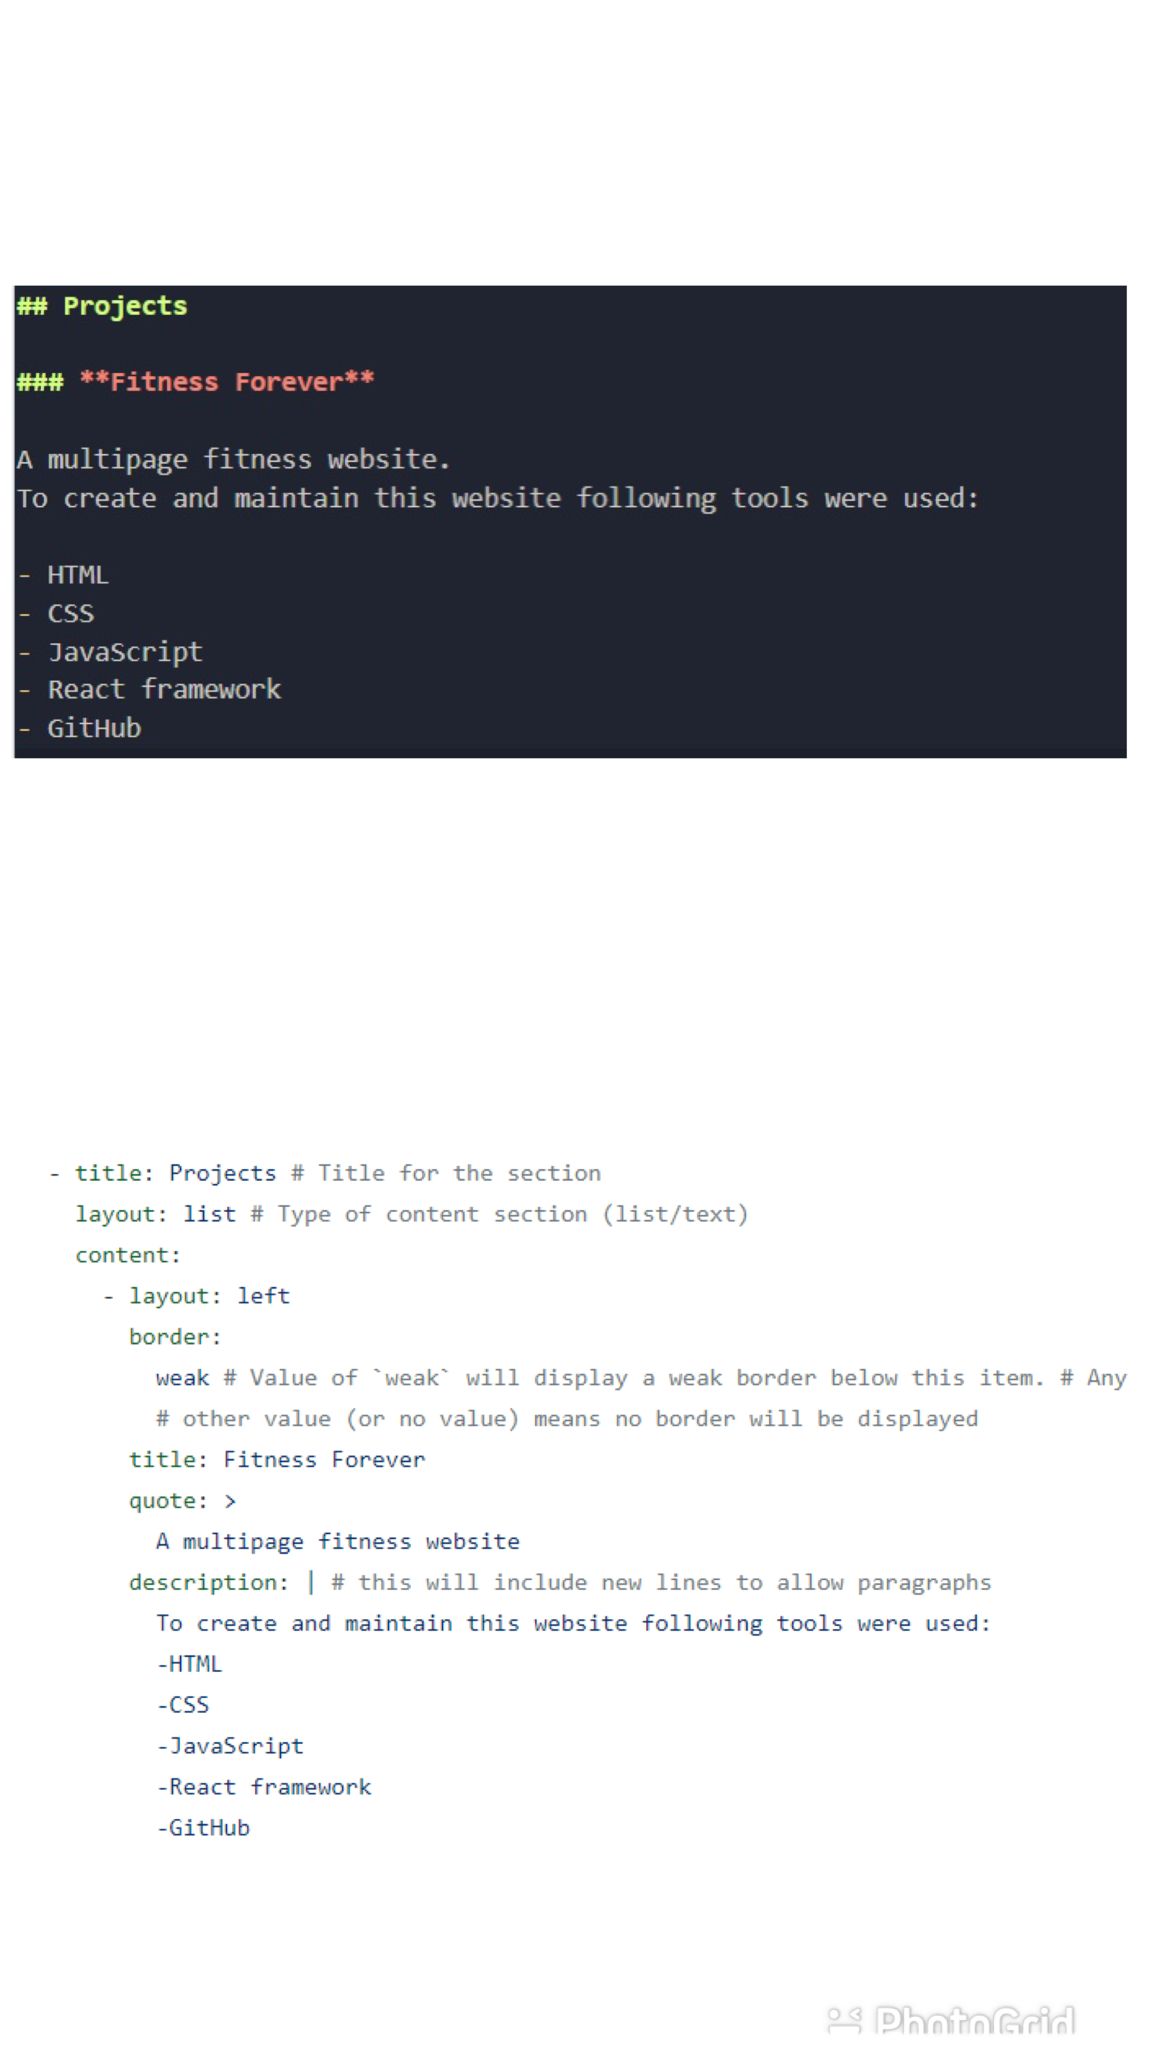 ## Projects
### **Fitness Forever**
A multipage fitness website.
To create and maintain this website following tools were used:
- HTML
- CSS
- JavaScript
- React framework
- GitHub
- title: Projects # Title for the section
layout: list # Type of content section (list/text)
content:
- layout: left
border:
weak # Value of `weak` will display a weak border below this item. # Any
# other value (or no value) means no border will be displayed
title: Fitness Forever
quote: >
A multipage fitness website
description: | # this will include new lines to allow paragraphs
To create and maintain this website following tools were used:
-HTML
-CSS
-JavaScript
-React framework
-GitHub
PhotoGrid